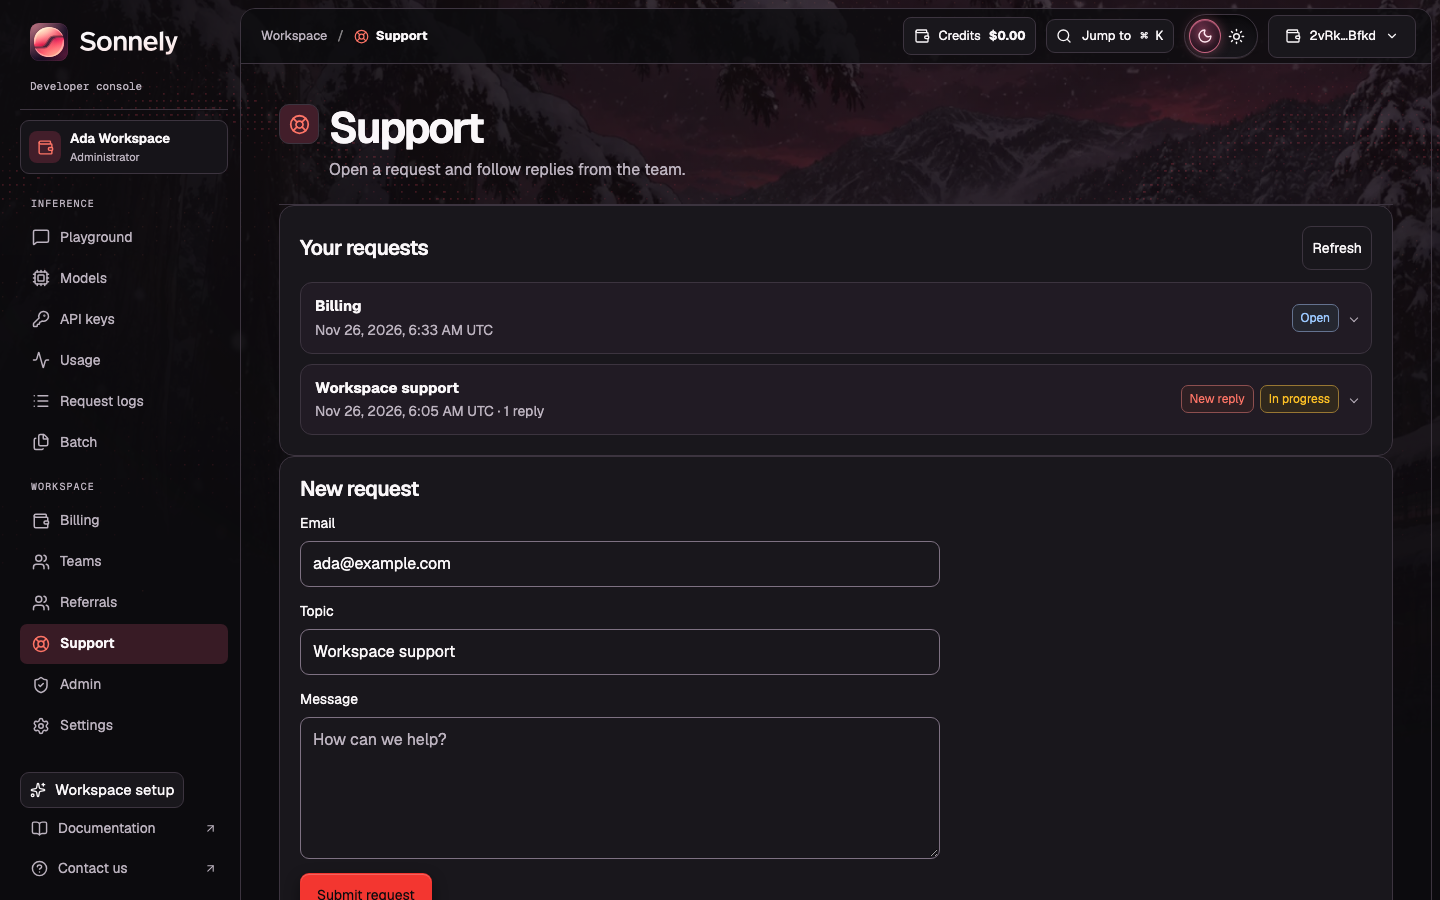 Sonnely
Developer console
Ada Workspace
Administrator
INFERENCE
Playground
Models
API keys
Usage
Request logs
Batch
WORKSPACE
Billing
Teams
Referrals
Support
Admin
Settings
Workspace setup
Documentation
Contact us
Workspace / Support
Credits $0.00
Jump to ⌘ K
2vRk...Bfkd
Support
Open a request and follow replies from the team.
Your requests
Refresh
Billing
Nov 26, 2026, 6:33 AM UTC
Open
Workspace support
Nov 26, 2026, 6:05 AM UTC · 1 reply
New reply
In progress
New request
Email
ada@example.com
Topic
Workspace support
Message
How can we help?
Submit request